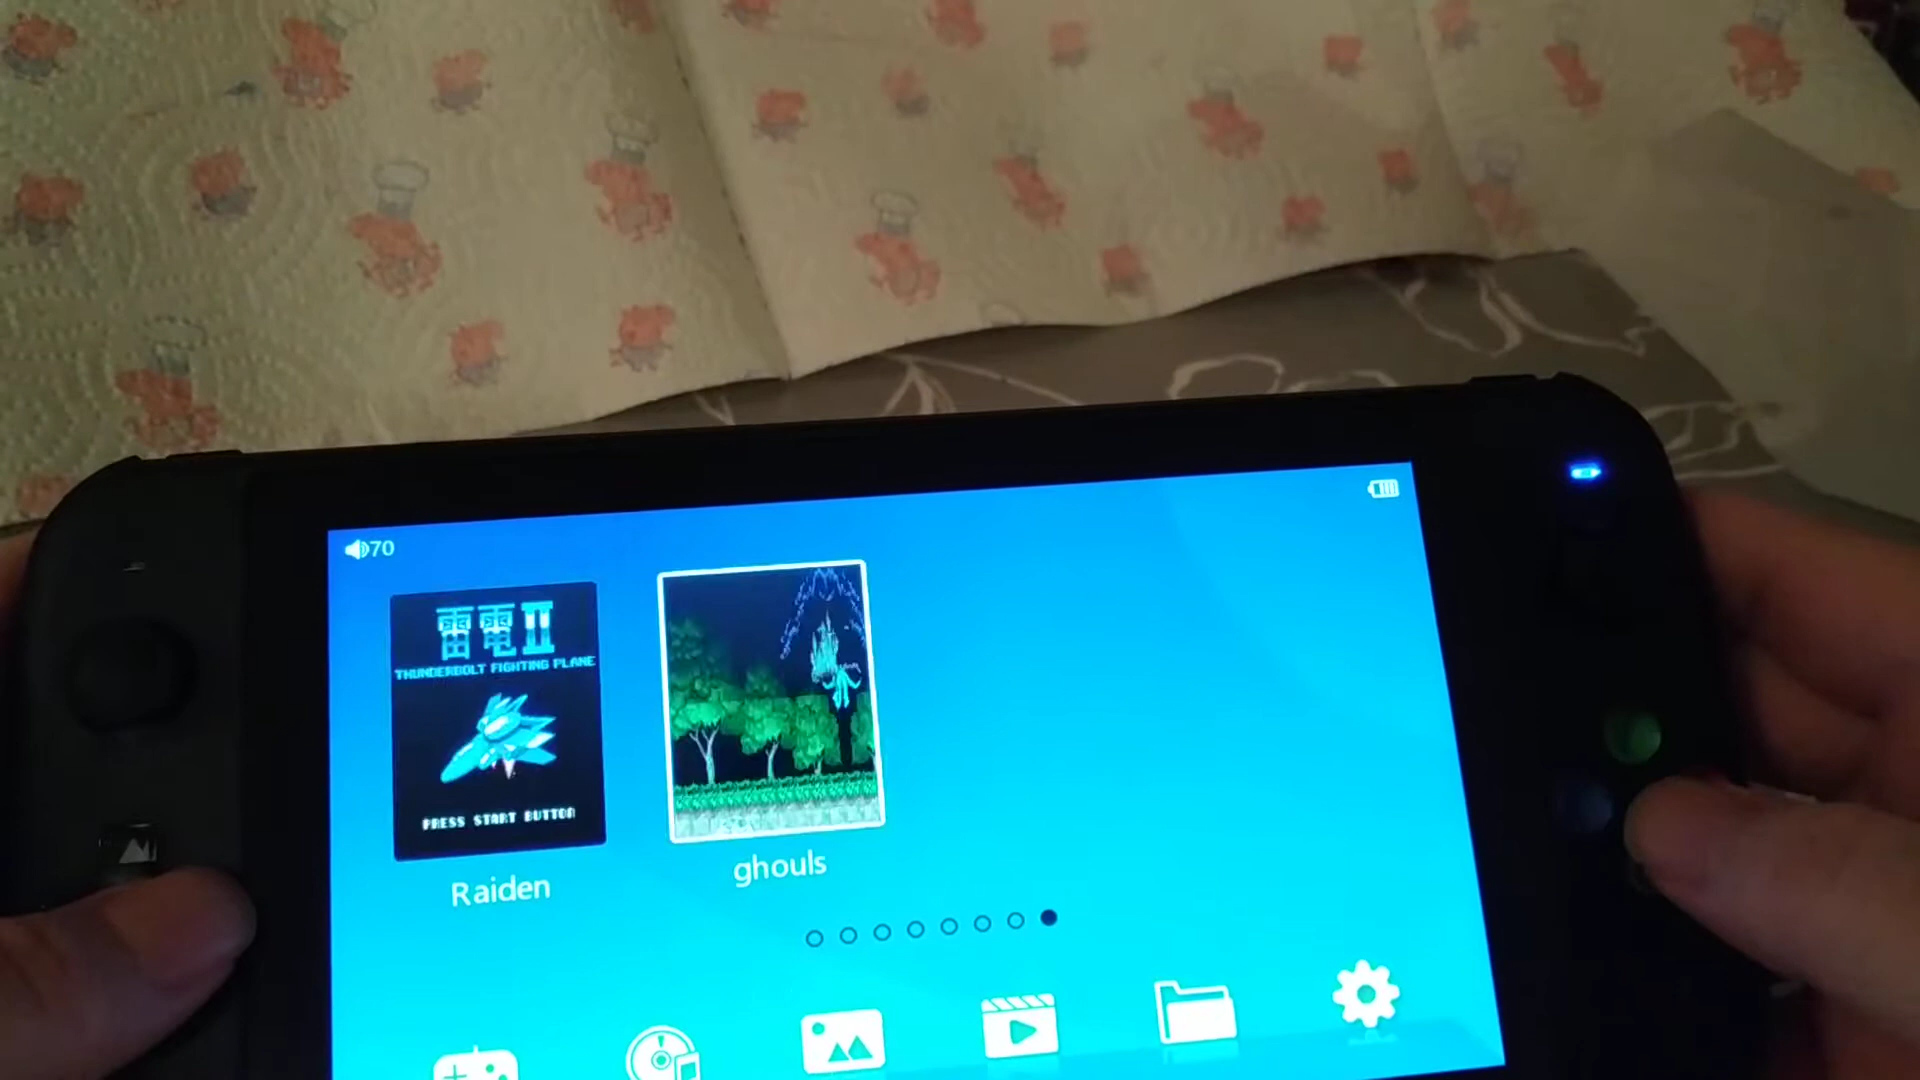 70
雷電II
THUNDERBOLT FIGHTING PLANE
PRESS START BUTTON
Raiden
ghouls